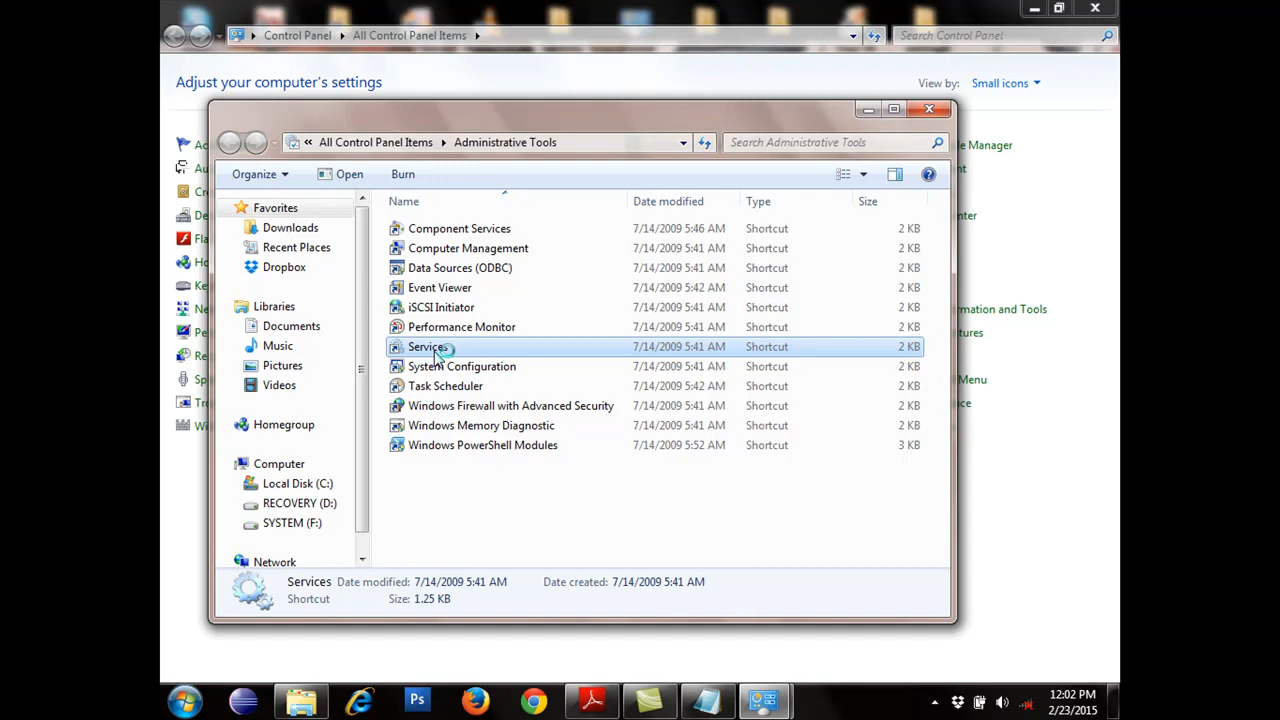 Control Panel All Control Panel Items Search Control Panel
Adjust your computer's settings View by: Small icons
All Control Panel Items Administrative Tools Search Administrative Tools
Organize Open Burn
Name Date modified Type Size
Favorites
Downloads
Recent Places
Dropbox
Libraries
Documents
Music
Pictures
Videos
Homegroup
Computer
Local Disk (C:)
RECOVERY (D:)
SYSTEM (F:)
Network
Component Services 7/14/2009 5:46 AM Shortcut 2 KB
Computer Management 7/14/2009 5:41 AM Shortcut 2 KB
Data Sources (ODBC) 7/14/2009 5:41 AM Shortcut 2 KB
Event Viewer 7/14/2009 5:42 AM Shortcut 2 KB
iSCSI Initiator 7/14/2009 5:41 AM Shortcut 2 KB
Performance Monitor 7/14/2009 5:41 AM Shortcut 2 KB
Services 7/14/2009 5:41 AM Shortcut 2 KB
System Configuration 7/14/2009 5:41 AM Shortcut 2 KB
Task Scheduler 7/14/2009 5:42 AM Shortcut 2 KB
Windows Firewall with Advanced Security 7/14/2009 5:41 AM Shortcut 2 KB
Windows Memory Diagnostic 7/14/2009 5:41 AM Shortcut 2 KB
Windows PowerShell Modules 7/14/2009 5:52 AM Shortcut 3 KB
Services Date modified: 7/14/2009 5:41 AM Date created: 7/14/2009 5:41 AM
Shortcut Size: 1.25 KB
Manager
and Tools
Menu
Ps
12:02 PM
2/23/2015